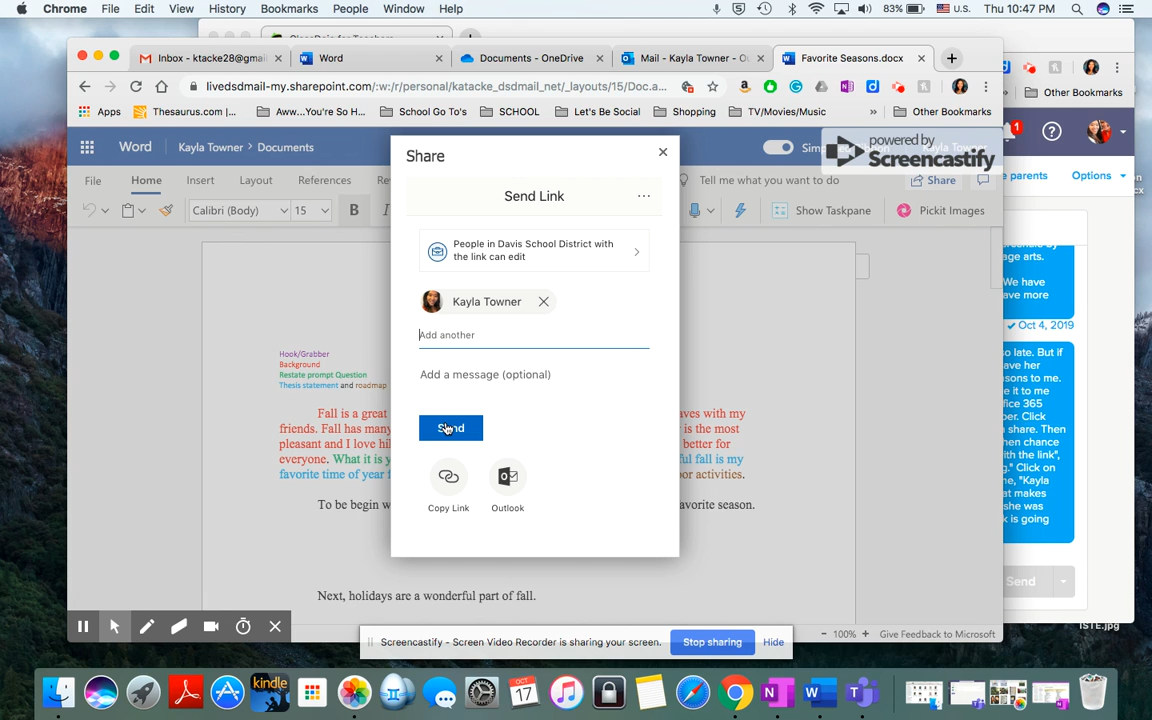 Chrome File Edit View History Bookmarks People Window Help
83% U.S. Thu 10:47 PM
Inbox - ktacke28@gmai
Word
Documents - OneDrive
Mail - Kayla Towner - Ou
Favorite Seasons.docx
livedsdmail-my.sharepoint.com/:w:/r/personal/katacke_dsdmail_net/_layouts/15/Doc.a...
Apps Thesaurus.com |... Aww...You're So H... School Go To's SCHOOL Let's Be Social Shopping TV/Movies/Music » Other Bookmarks
Other Bookmarks
Word Kayla Towner > Documents
powered by
Screencastify
1
File Home Insert Layout References
Tell me what you want to do
Share
e parents Options
Calibri (Body) 15 B
Show Taskpane Pickit Images
Share
Send Link
...
People in Davis School District with
the link can edit
Kayla Towner
Add another
Add a message (optional)
Send
Copy Link Outlook
Hook/Grabber
Background
Restate prompt Question
Thesis statement and roadmap
Fall is a great
aves with my
friends. Fall has many
is the most
pleasant and I love hi
better for
everyone. What it is y
ful fall is my
favorite time of year f
or activities.
To be begin w
avorite season.
Next, holidays are a wonderful part of fall.
age arts.
We have
ave more
Oct 4, 2019
o late. But if
ave her
sons to me.
e it to me
fice 365
per. Click
share. Then
hen chance
ith the link",
g." Click on
ne, "Kayla
at makes
she was
k is going
Send
Screencastify - Screen Video Recorder is sharing your screen. Stop sharing Hide
- 100% + Give Feedback to Microsoft
ISTE.jpg
kindle
OCT
17